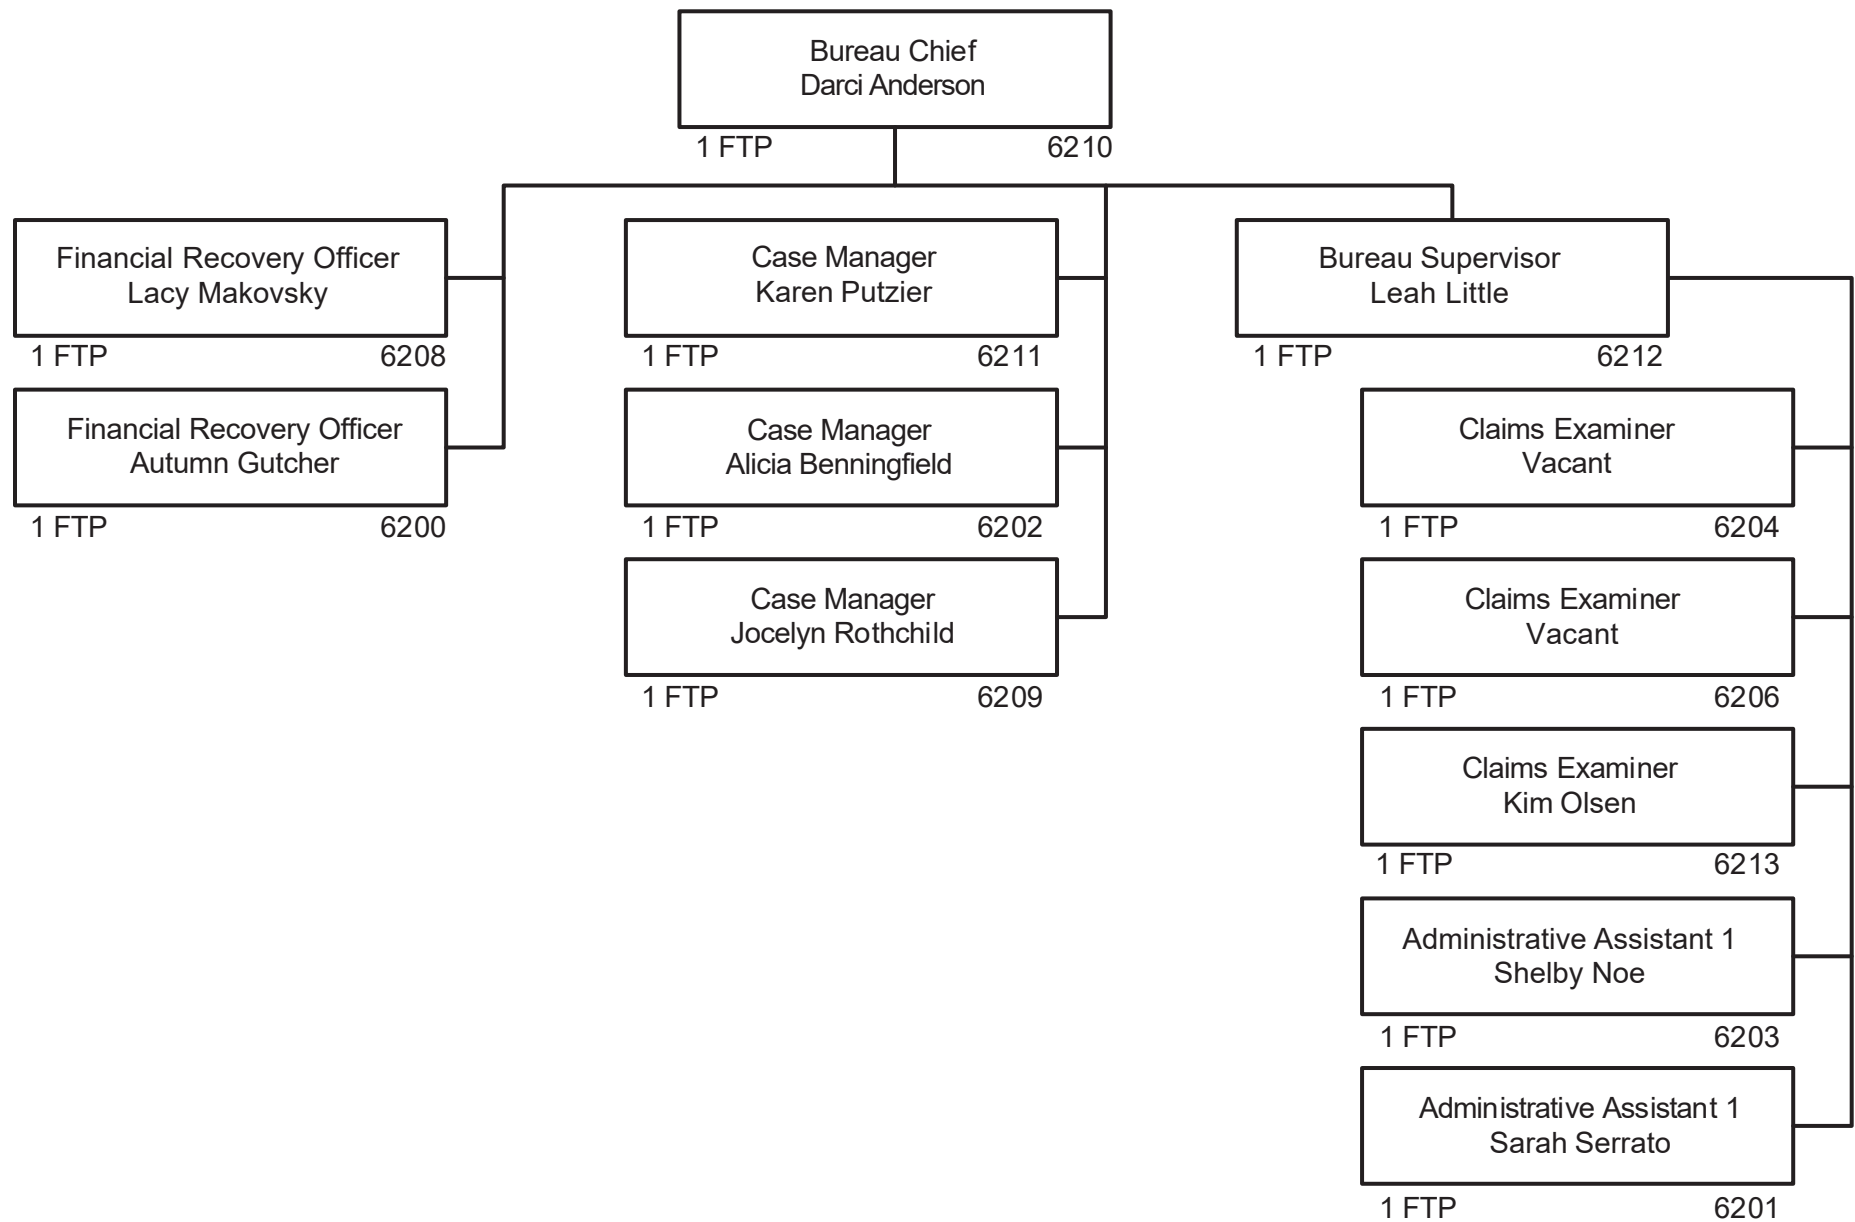 Bureau Chief
Darci Anderson
1 FTP 6210
Financial Recovery Officer
Lacy Makovsky
1 FTP 6208
Financial Recovery Officer
Autumn Gutcher
1 FTP 6200
Case Manager
Karen Putzier
1 FTP 6211
Case Manager
Alicia Benningfield
1 FTP 6202
Case Manager
Jocelyn Rothchild
1 FTP 6209
Bureau Supervisor
Leah Little
1 FTP 6212
Claims Examiner
Vacant
1 FTP 6204
Claims Examiner
Vacant
1 FTP 6206
Claims Examiner
Kim Olsen
1 FTP 6213
Administrative Assistant 1
Shelby Noe
1 FTP 6203
Administrative Assistant 1
Sarah Serrato
1 FTP 6201